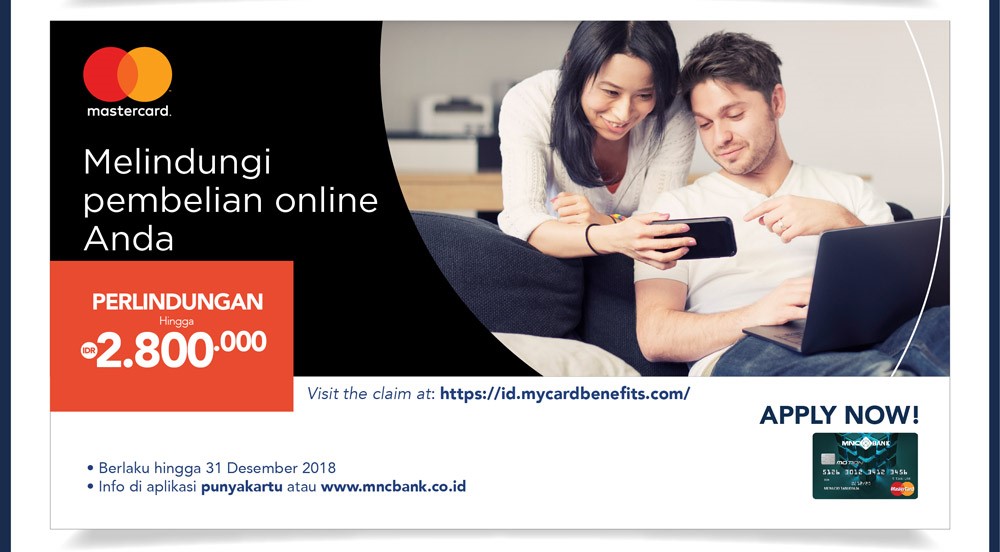 mastercard.
Melindungi
pembelian online
Anda
PERLINDUNGAN
Hingga
IDR 2.800.000
Visit the claim at: https://id.mycardbenefits.com/
APPLY NOW!
MNC BANK
5126 3012 3412 3456
MasterCard
• Berlaku hingga 31 Desember 2018
• Info di aplikasi punyakartu atau www.mncbank.co.id